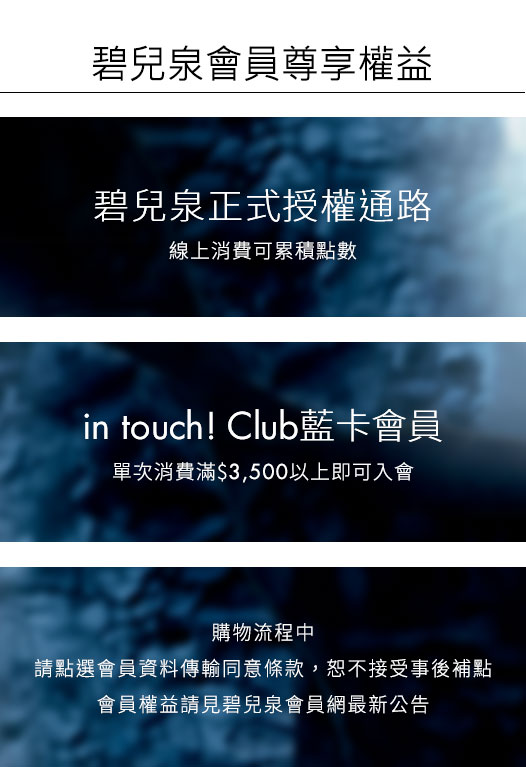 碧兒泉會員尊享權益
碧兒泉正式授權通路
線上消費可累積點數
in touch! Club藍卡會員
單次消費滿$3,500以上即可入會
購物流程中
請點選會員資料傳輸同意條款，恕不接受事後補點
會員權益請見碧兒泉會員網最新公告